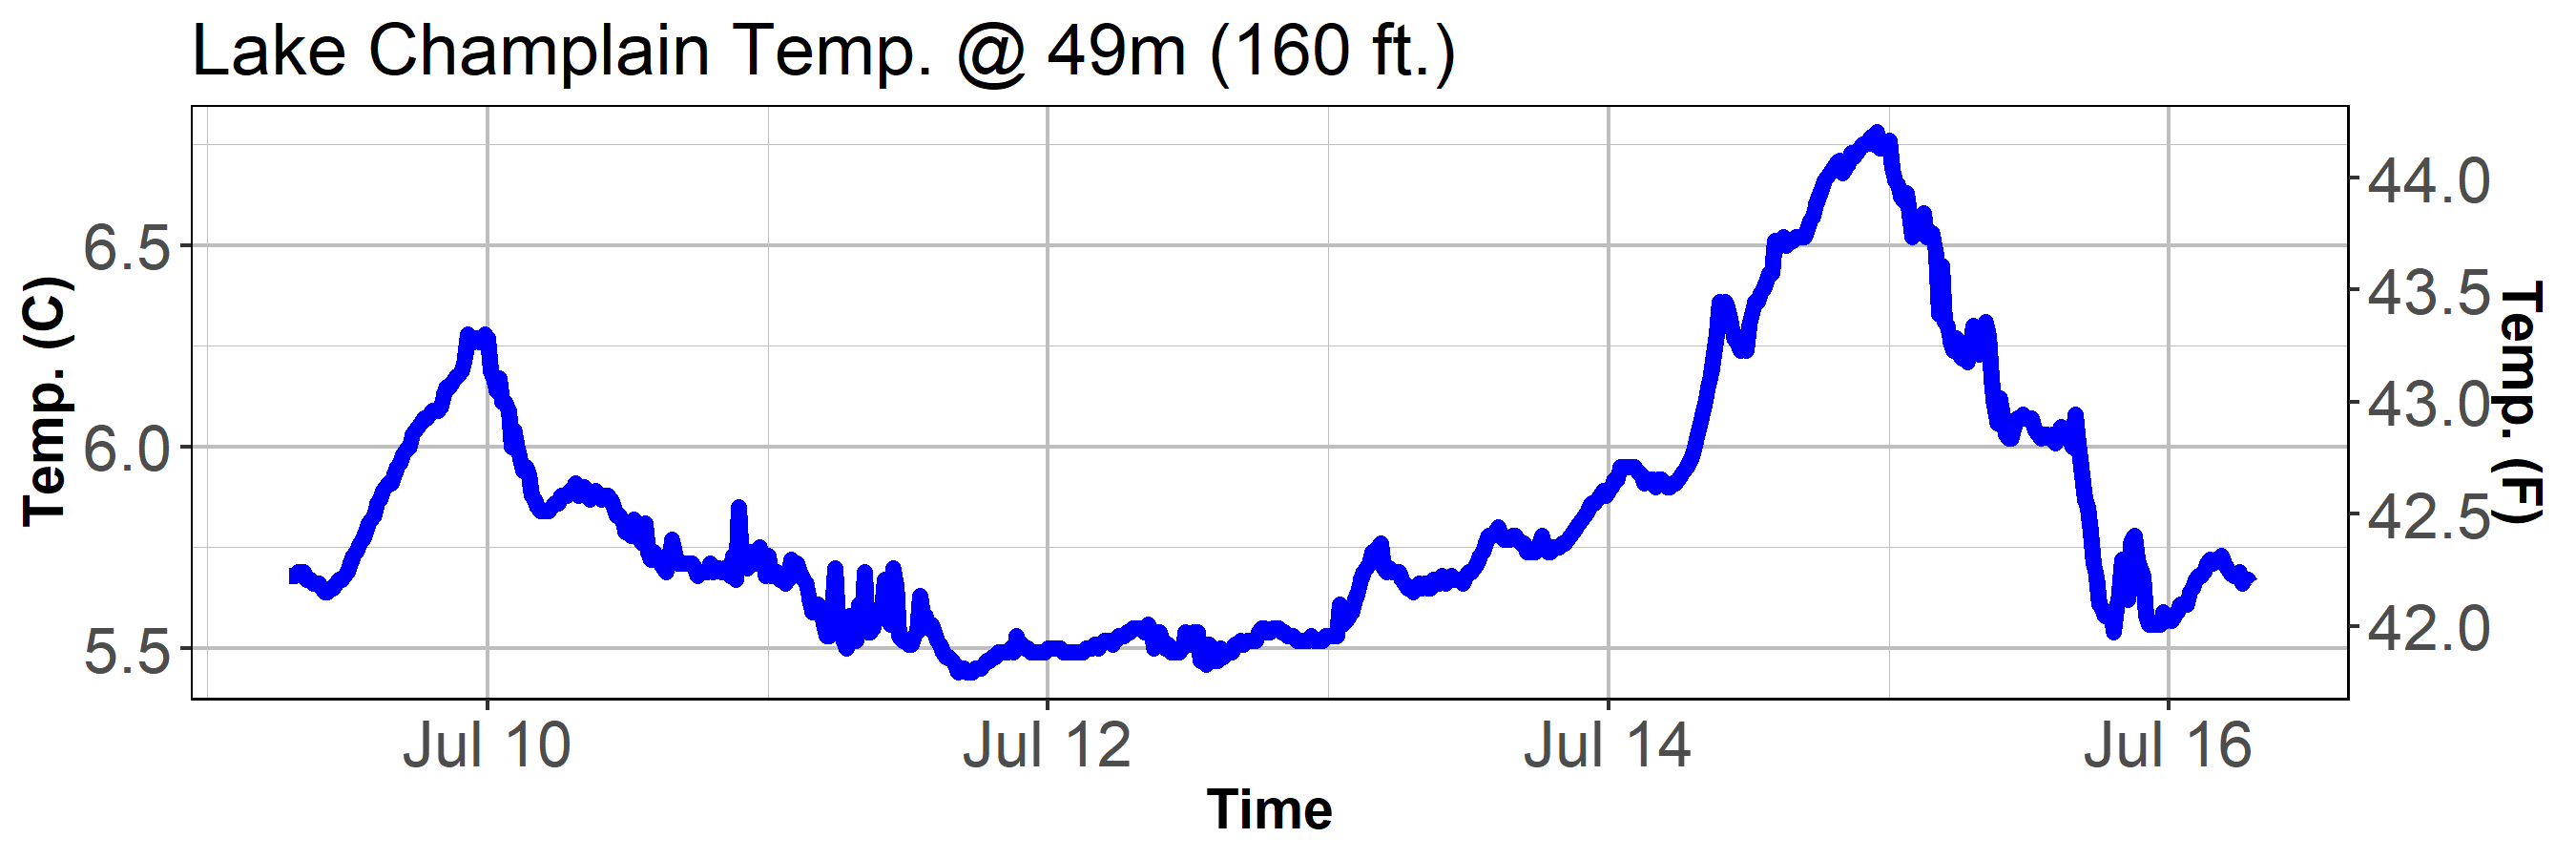 Lake Champlain Temp. @ 49m (160 ft.)
Temp. (C)
6.5
6.0
5.5
44.0
43.5
43.0
42.5
42.0
Temp. (F)
Jul 10 Jul 12 Jul 14 Jul 16
Time